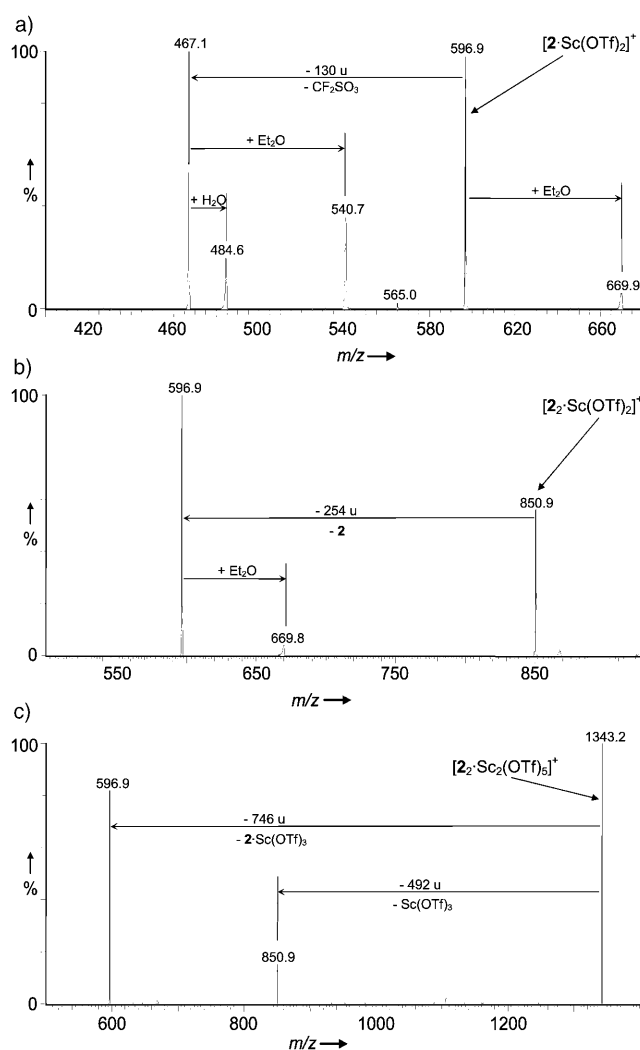 a)
100
467.1
596.9
[2·Sc(OTf)2]+
- 130 u
- CF2SO3
+ Et2O
+ H2O
540.7
+ Et2O
%
484.6
565.0
669.9
0
420
460
500
540
580
620
660
m/z
b)
100
596.9
[22·Sc(OTf)2]+
- 254 u
850.9
- 2
%
+ Et2O
669.8
0
550
650
750
850
m/z
c)
100
1343.2
[22·Sc2(OTf)5]+
596.9
- 746 u
- 2·Sc(OTf)3
%
- 492 u
- Sc(OTf)3
850.9
0
600
800
1000
1200
m/z